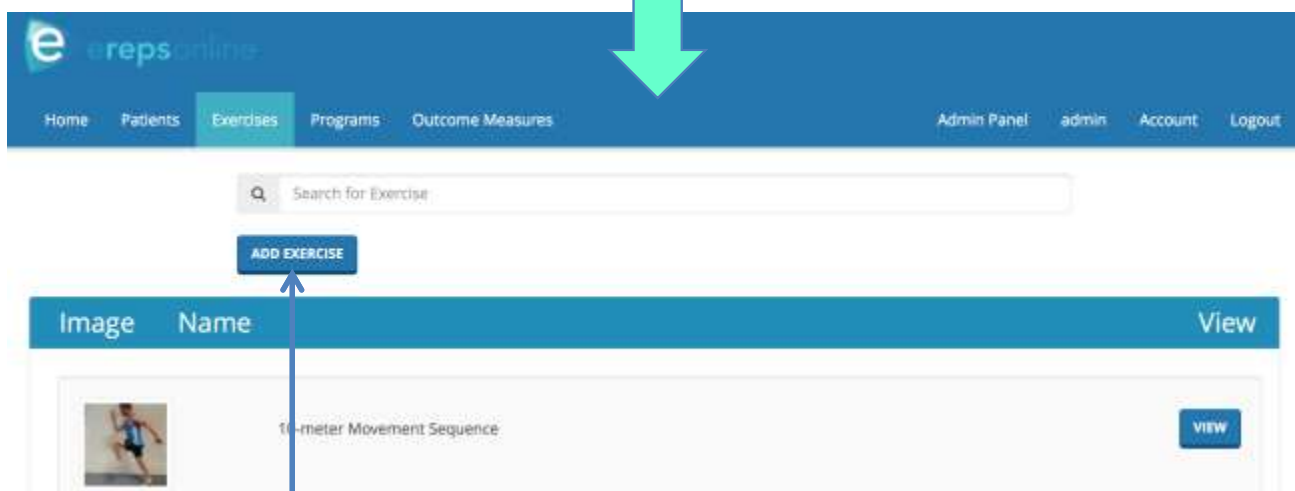 e erepsonline
Home Patients Exercises Programs Outcome Measures Admin Panel admin Account Logout
Search for Exercise
ADD EXERCISE
Image Name View
10-meter Movement Sequence VIEW